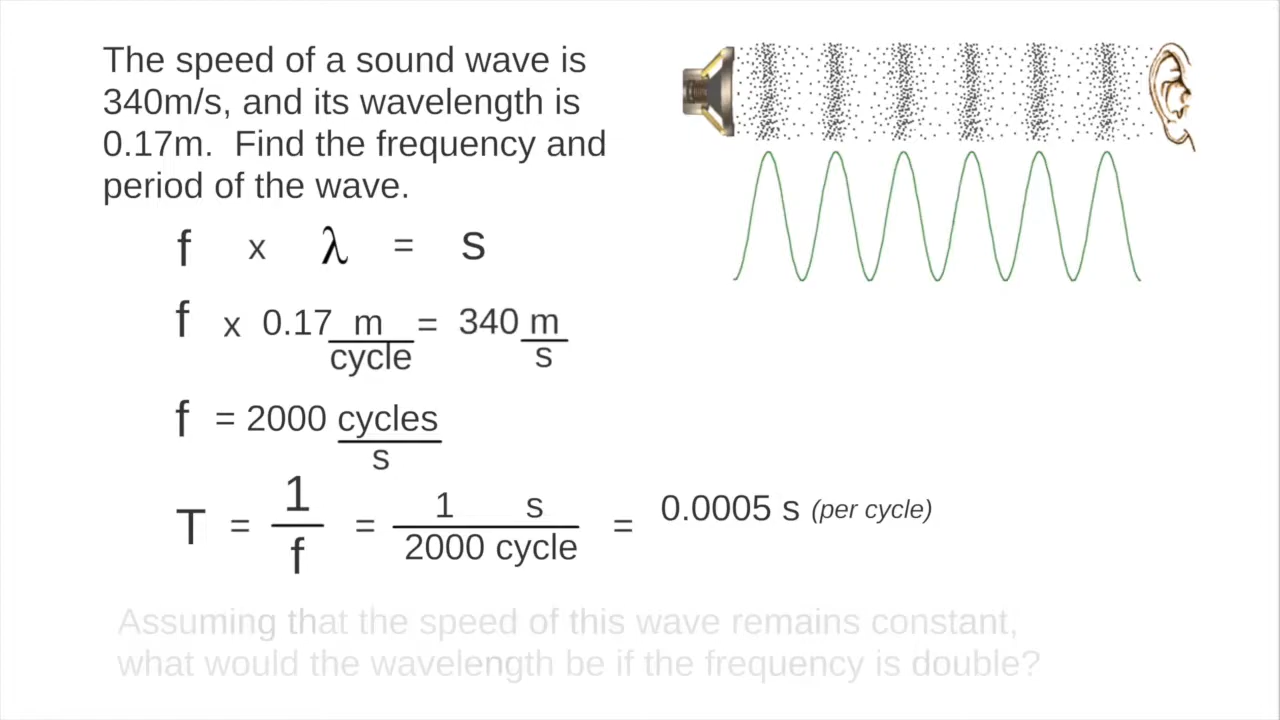 The speed of a sound wave is
340m/s, and its wavelength is
0.17m.  Find the frequency and
period of the wave.
f x λ = s
f x 0.17 m = 340 m
cycle s
f = 2000 cycles
s
1 1 s
T = = = 0.0005 s (per cycle)
f 2000 cycle
Assuming that the speed of this wave remains constant,
what would the wavelength be if the frequency is double?